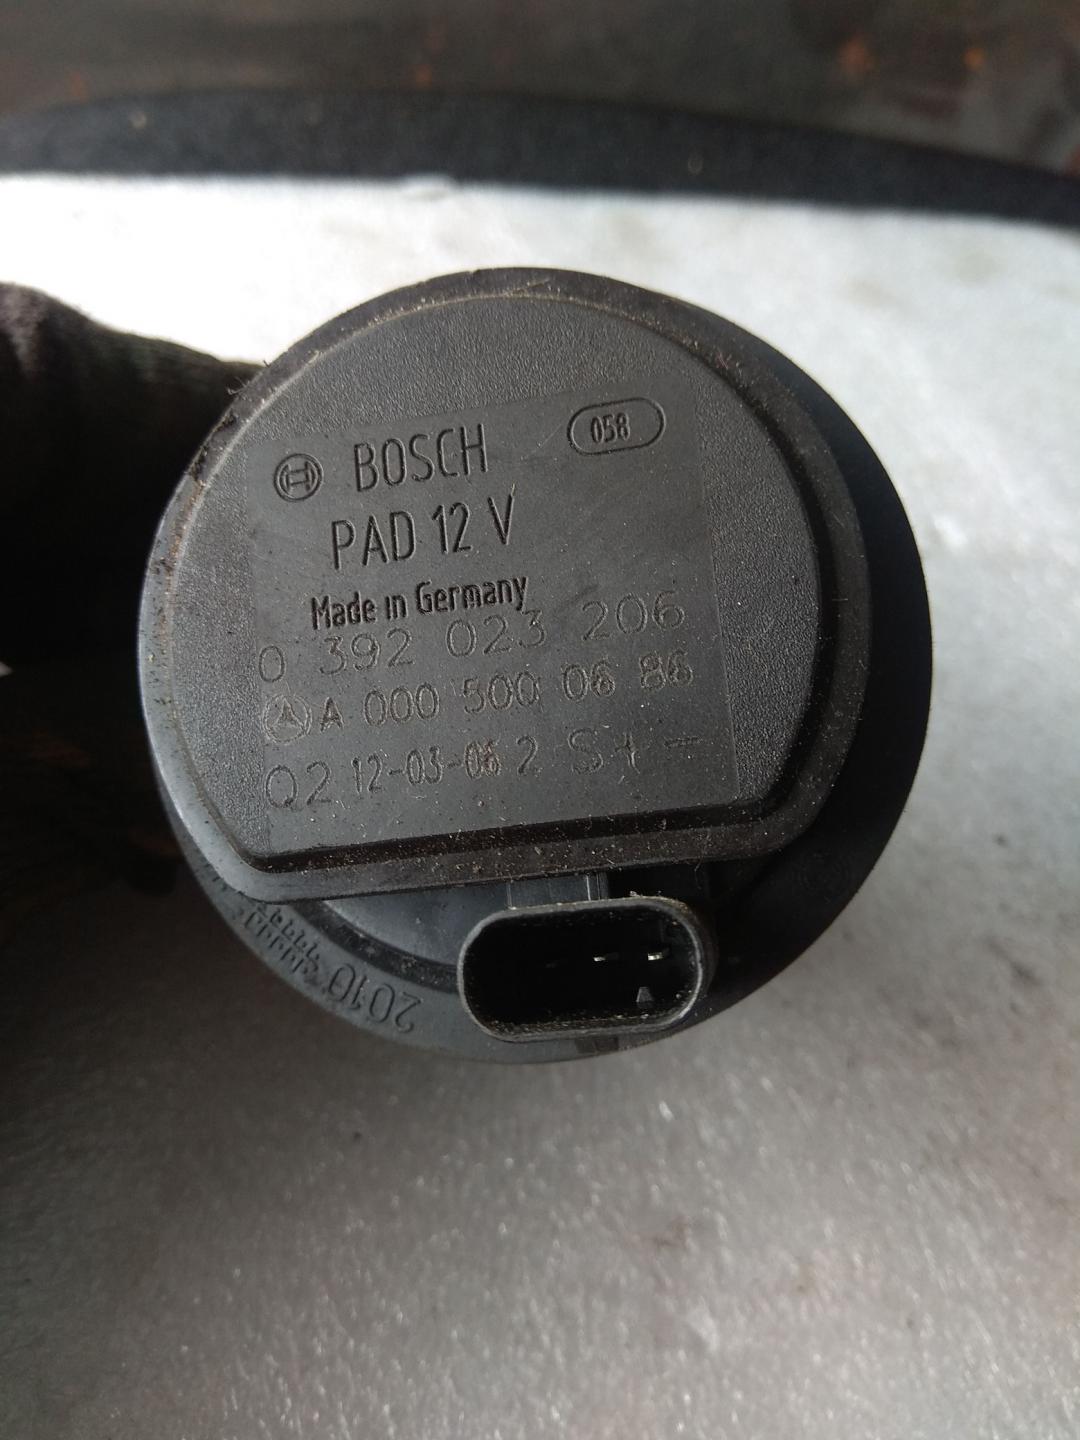 BOSCH 058
PAD 12 V
Made in Germany
0 392 023 206
A 000 500 06 86
Q2 12-03-06 2 S + -
2010